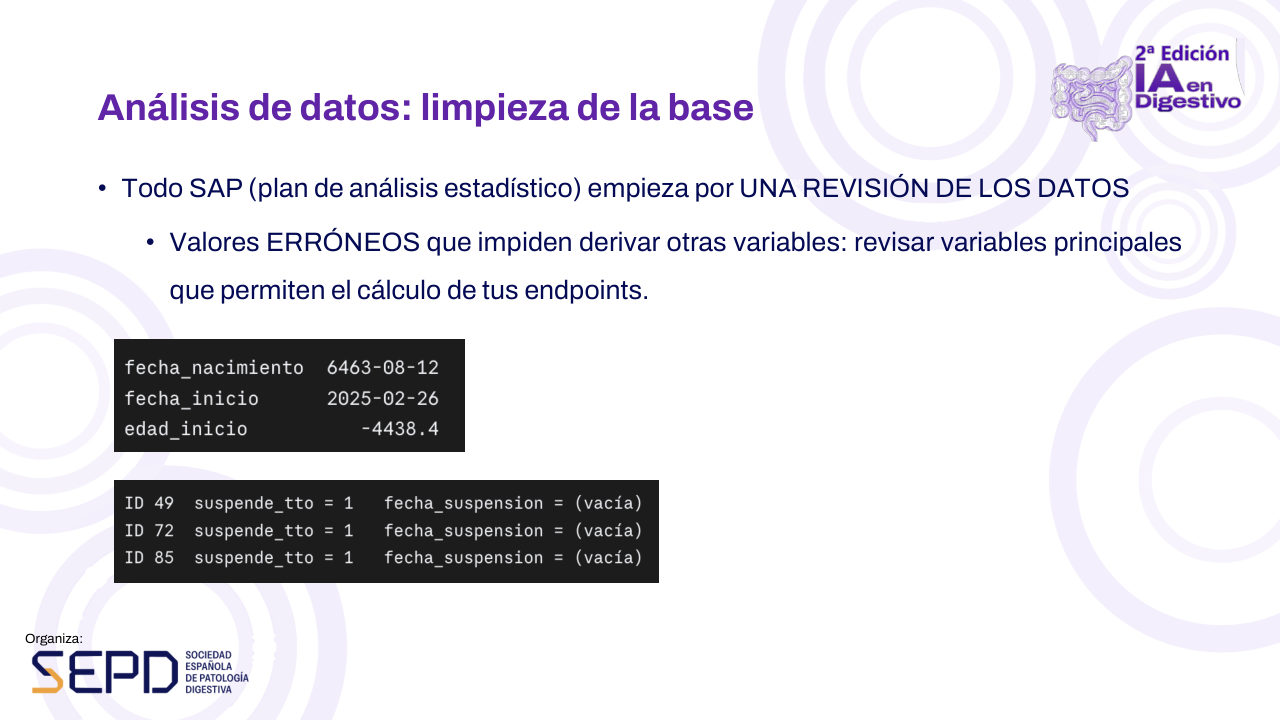 2ª Edición
IA en
Digestivo
Análisis de datos: limpieza de la base
• Todo SAP (plan de análisis estadístico) empieza por UNA REVISIÓN DE LOS DATOS
• Valores ERRÓNEOS que impiden derivar otras variables: revisar variables principales
que permiten el cálculo de tus endpoints.
fecha_nacimiento 6463-08-12
fecha_inicio 2025-02-26
edad_inicio -4438.4
ID 49 suspende_tto = 1 fecha_suspension = (vacía)
ID 72 suspende_tto = 1 fecha_suspension = (vacía)
ID 85 suspende_tto = 1 fecha_suspension = (vacía)
Organiza:
SEPD
SOCIEDAD
ESPAÑOLA
DE PATOLOGÍA
DIGESTIVA